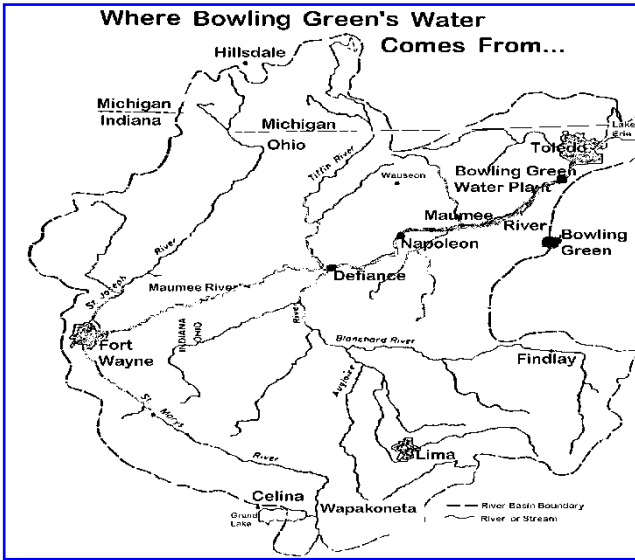 Where Bowling Green's Water
Comes From...
Hillsdale
Michigan
Indiana
Michigan
Ohio
Lake
Erie
Toledo
Tiffin River
Wauseon
Bowling Green
Water Plant
Maumee
River
Napoleon
Bowling
Green
St. Joseph River
Maumee River
Defiance
River
INDIANA
OHIO
Fort
Wayne
Blanchard River
Findlay
Auglaize
St. Marys River
Lima
Celina
Grand
Lake
Wapakoneta
River Basin Boundary
River or Stream